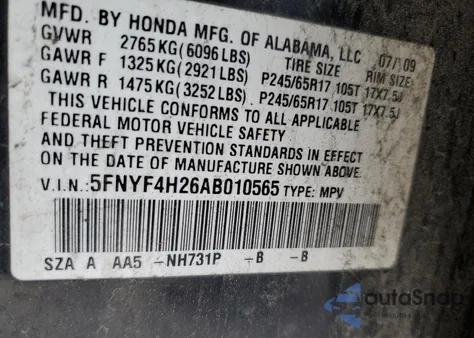 MFD. BY HONDA MFG. OF ALABAMA, LLC 07/09
GVWR 2765KG(6096LBS) TIRE SIZE RIM SIZE
GAWR F 1325KG(2921LBS) P245/65R17 105T 17X7.5J
GAWR R 1475KG(3252LBS) P245/65R17 105T 17X7.5J
THIS VEHICLE CONFORMS TO ALL APPLICABLE
FEDERAL MOTOR VEHICLE SAFETY
AND THEFT PREVENTION STANDARDS IN EFFECT
ON THE DATE OF MANUFACTURE SHOWN ABOVE.
V.I.N.: 5FNYF4H26AB010565 TYPE: MPV
SZA A AA5 -NH731P -B -B
autoSnap